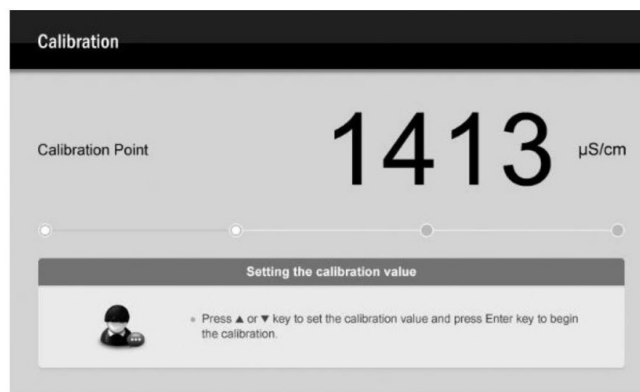 Calibration
Calibration Point 1413 µS/cm
Setting the calibration value
Press ▲ or ▼ key to set the calibration value and press Enter key to begin
the calibration.